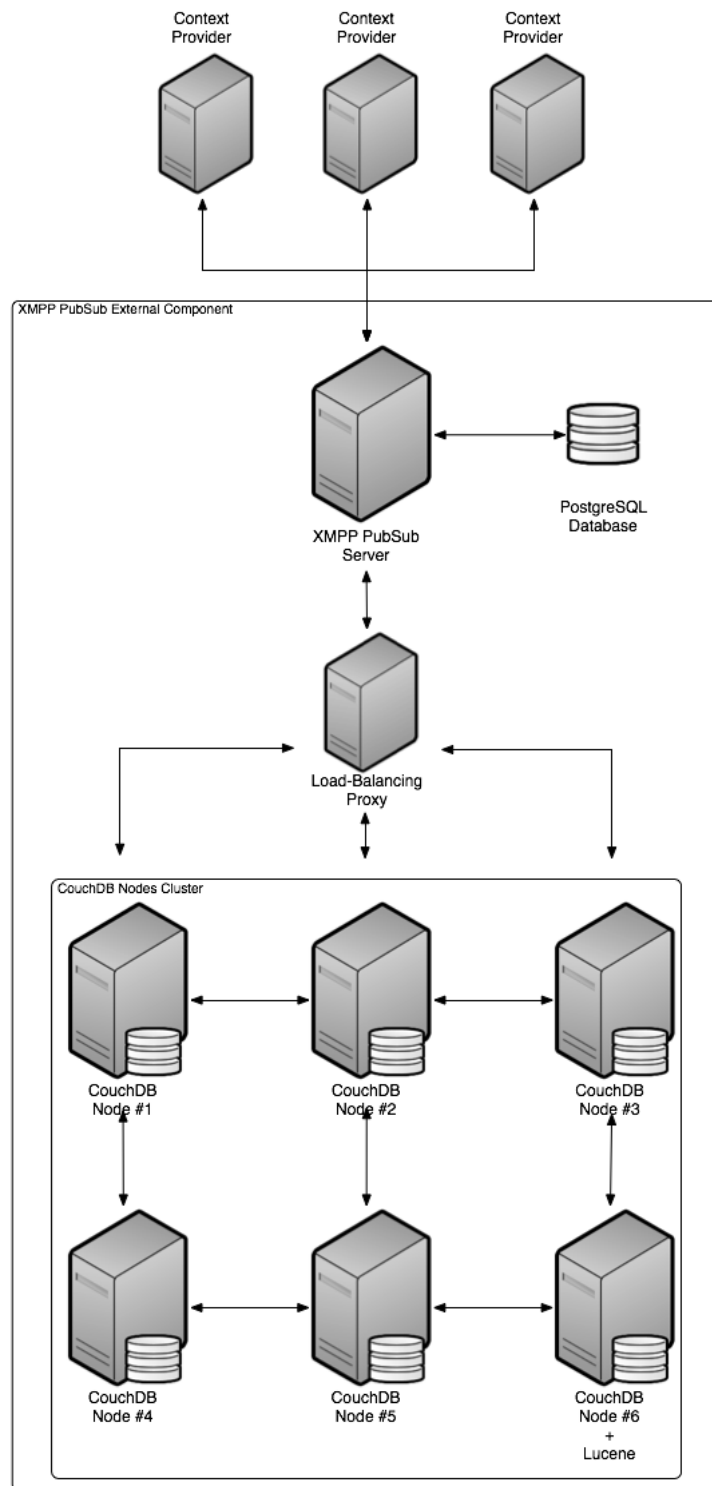 Context
Provider
Context
Provider
Context
Provider
XMPP PubSub External Component
XMPP PubSub
Server
PostgreSQL
Database
Load-Balancing
Proxy
CouchDB Nodes Cluster
CouchDB
Node #1
CouchDB
Node #2
CouchDB
Node #3
CouchDB
Node #4
CouchDB
Node #5
CouchDB
Node #6
+
Lucene